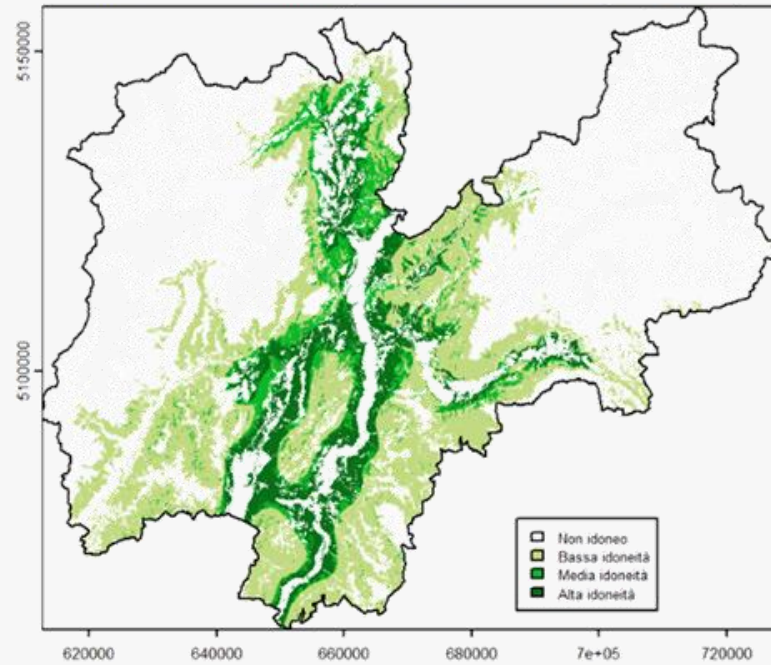 5150000
5100000
Non idoneo
Bassa idoneità
Media idoneità
Alta idoneità
620000 640000 660000 680000 7e+05 720000